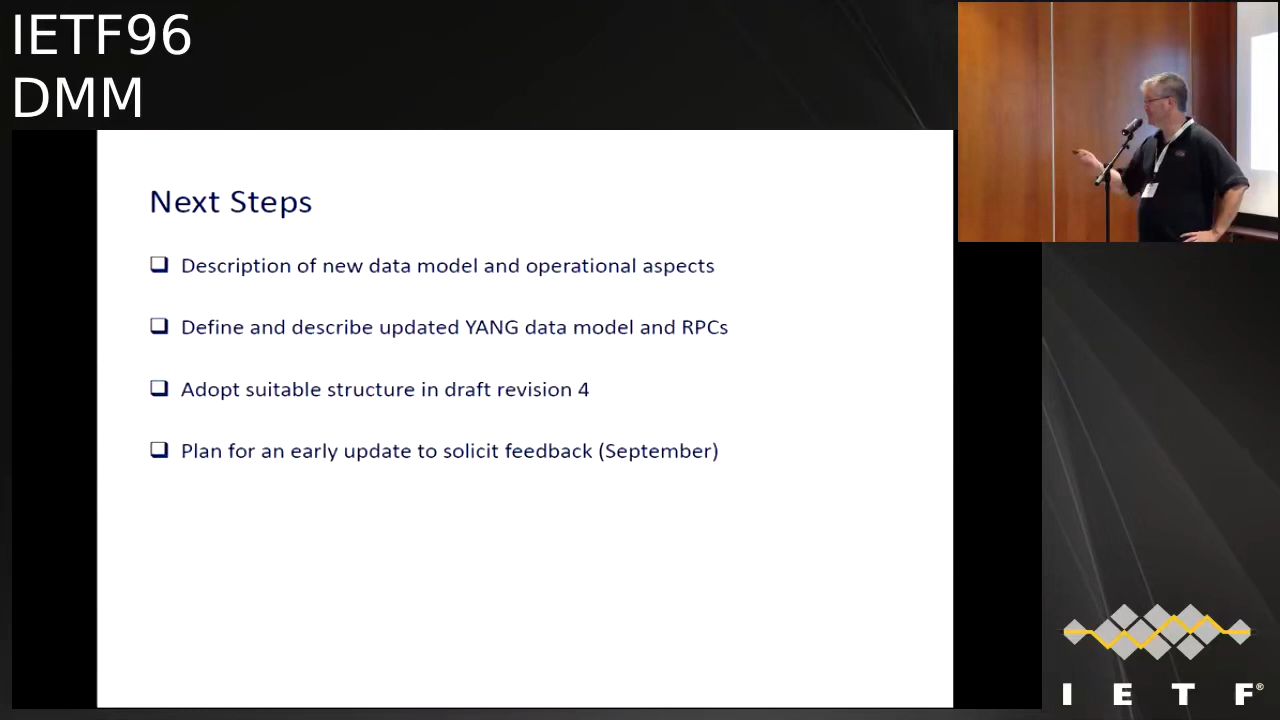 IETF96
DMM
Next Steps
❑ Description of new data model and operational aspects
❑ Define and describe updated YANG data model and RPCs
❑ Adopt suitable structure in draft revision 4
❑ Plan for an early update to solicit feedback (September)
I E T F®